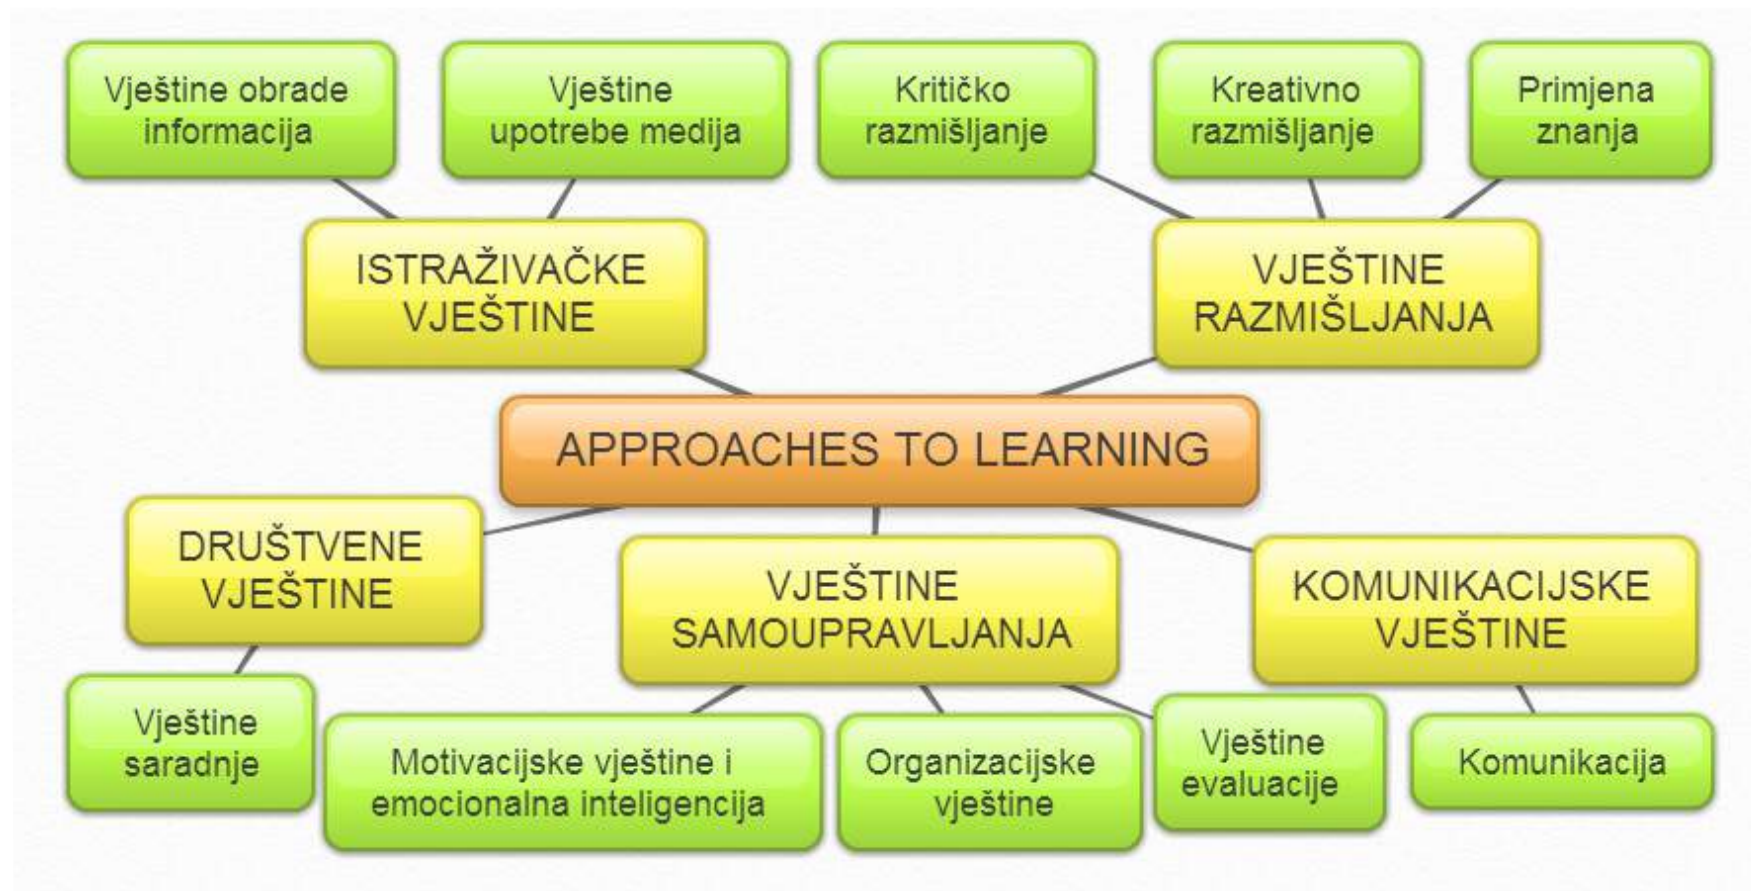 Vještine obrade
informacija
Vještine
upotrebe medija
Kritičko
razmišljanje
Kreativno
razmišljanje
Primjena
znanja
ISTRAŽIVAČKE
VJEŠTINE
VJEŠTINE
RAZMIŠLJANJA
APPROACHES TO LEARNING
DRUŠTVENE
VJEŠTINE
VJEŠTINE
SAMOUPRAVLJANJA
KOMUNIKACIJSKE
VJEŠTINE
Vještine
saradnje
Motivacijske vještine i
emocionalna inteligencija
Organizacijske
vještine
Vještine
evaluacije
Komunikacija